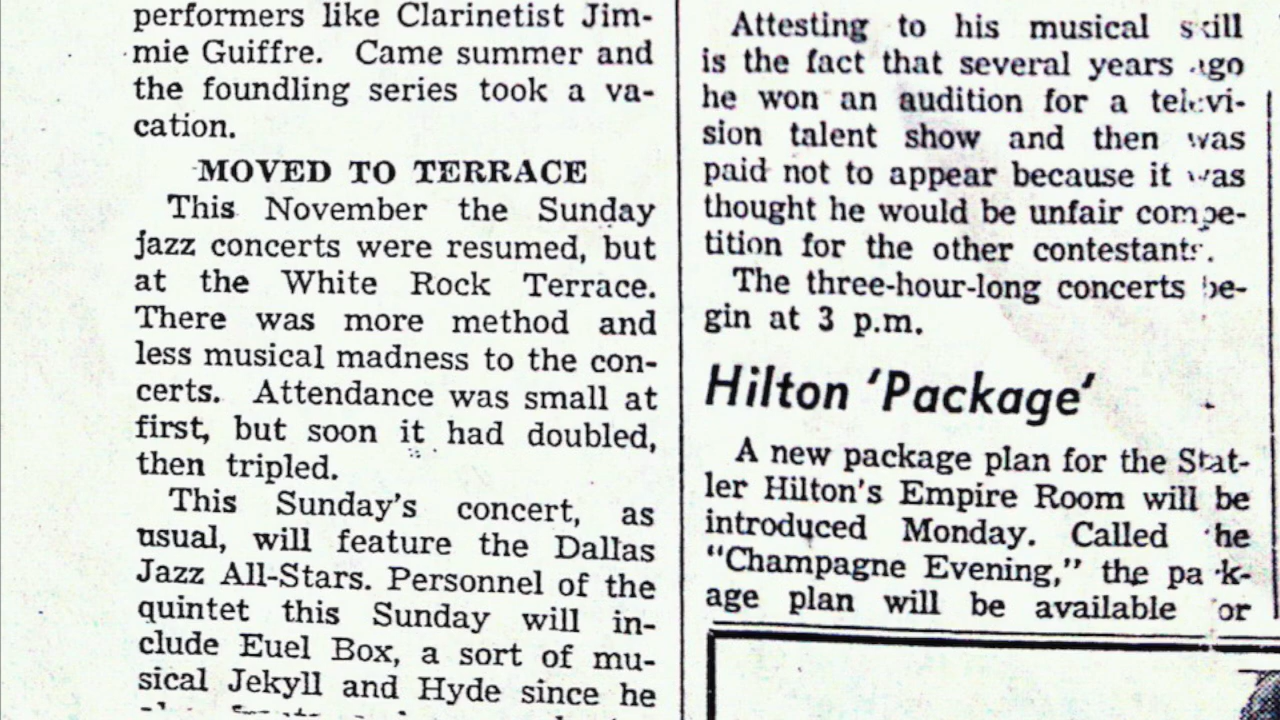 performers like Clarinetist Jim-
mie Guiffre. Came summer and
the foundling series took a va-
cation.
MOVED TO TERRACE
This November the Sunday
jazz concerts were resumed, but
at the White Rock Terrace.
There was more method and
less musical madness to the con-
certs. Attendance was small at
first, but soon it had doubled,
then tripled.
This Sunday's concert, as
usual, will feature the Dallas
Jazz All-Stars. Personnel of the
quintet this Sunday will in-
clude Euel Box, a sort of mu-
sical Jekyll and Hyde since he
Attesting to his musical skill
is the fact that several years ago
he won an audition for a televi-
sion talent show and then was
paid not to appear because it was
thought he would be unfair compe-
tition for the other contestants.
The three-hour-long concerts be-
gin at 3 p.m.
Hilton 'Package'
A new package plan for the Stat-
ler Hilton's Empire Room will be
introduced Monday. Called the
"Champagne Evening," the pack-
age plan will be available for